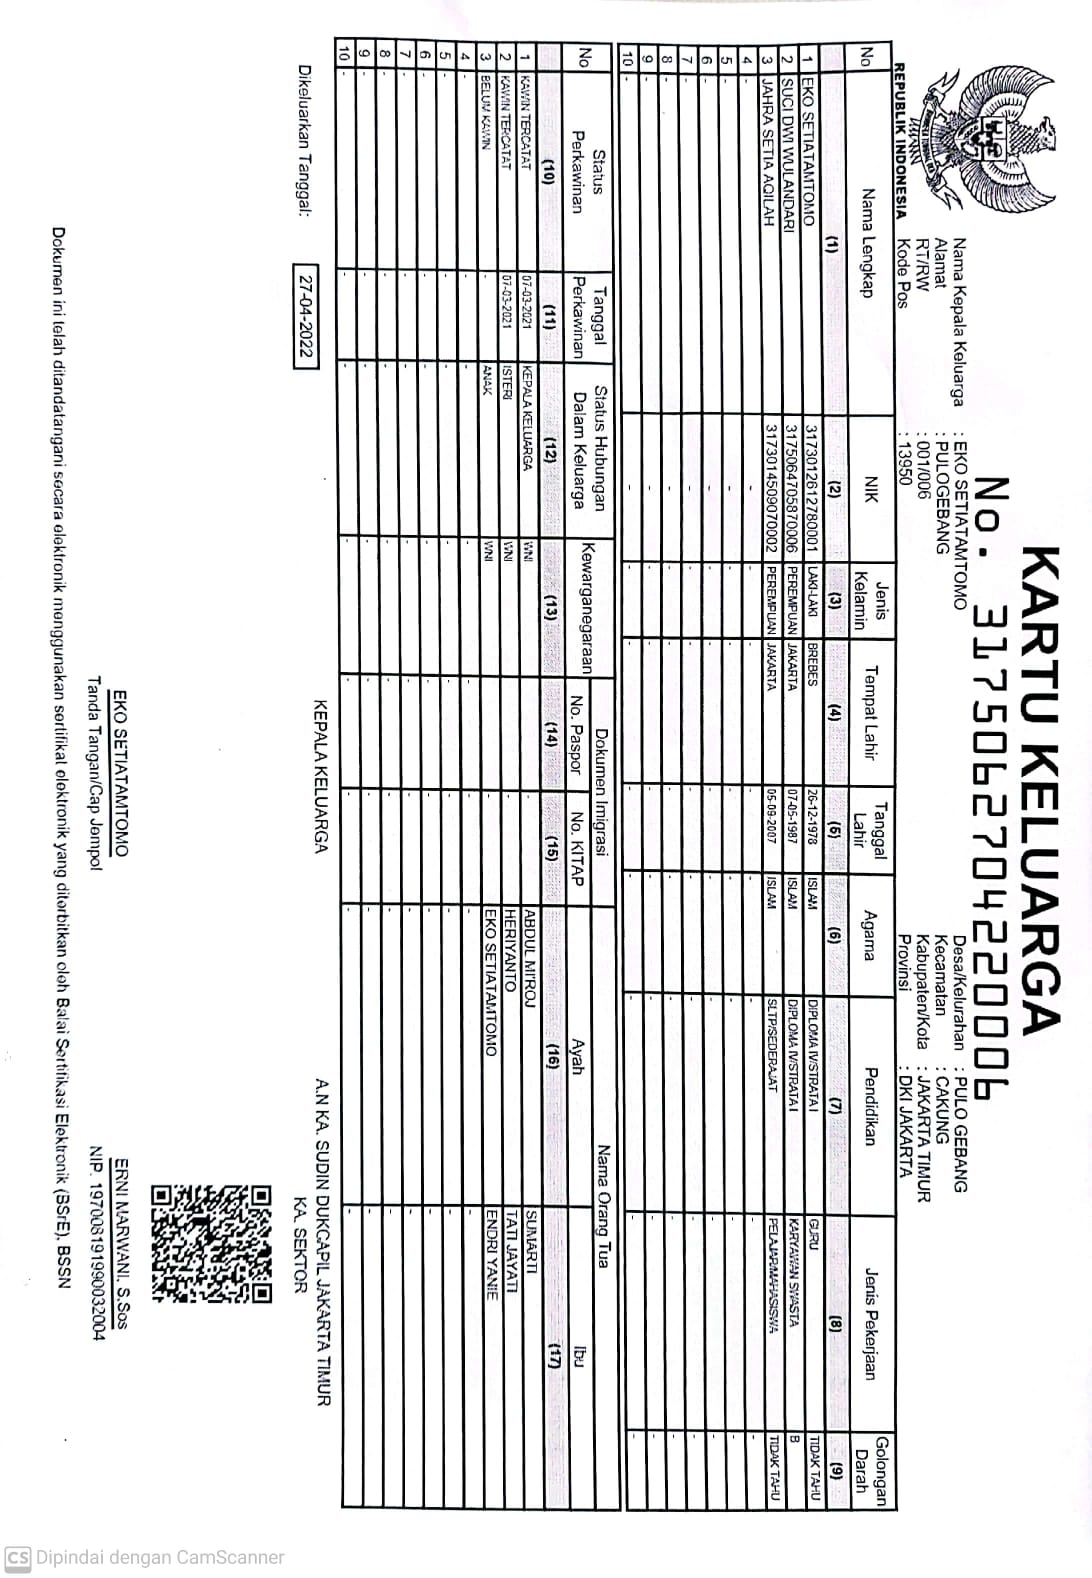 KARTU KELUARGA
No. 3175062704220006
REPUBLIK INDONESIA
Nama Kepala Keluarga : EKO SETIATAMTOMO
Alamat : PULOGEBANG
RT/RW : 001/006
Kode Pos : 13950
Desa/Kelurahan : PULO GEBANG
Kecamatan : CAKUNG
Kabupaten/Kota : JAKARTA TIMUR
Provinsi : DKI JAKARTA
No Nama Lengkap NIK Jenis Kelamin Tempat Lahir Tanggal Lahir Agama Pendidikan Jenis Pekerjaan Golongan Darah
(1) (2) (3) (4) (5) (6) (7) (8) (9)
1 EKO SETIATAMTOMO 3173012612780001 LAKI-LAKI BREBES 26-12-1978 ISLAM DIPLOMA IV/STRATA I GURU TIDAK TAHU
2 SUCI DWI WULANDARI 3175064705870006 PEREMPUAN JAKARTA 07-05-1987 ISLAM DIPLOMA IV/STRATA I KARYAWAN SWASTA B
3 JAHRA SETIA AQILAH 3173014509070002 PEREMPUAN JAKARTA 05-09-2007 ISLAM SLTP/SEDERAJAT PELAJAR/MAHASISWA TIDAK TAHU
4 - - - - - - - - -
5 - - - - - - - - -
6 - - - - - - - - -
7 - - - - - - - - -
8 - - - - - - - - -
9 - - - - - - - - -
10 - - - - - - - - -
No Status Perkawinan Tanggal Perkawinan Status Hubungan Dalam Keluarga Kewarganegaraan Dokumen Imigrasi Nama Orang Tua
No. Paspor No. KITAP Ayah Ibu
(10) (11) (12) (13) (14) (15) (16) (17)
1 KAWIN TERCATAT 07-03-2021 KEPALA KELUARGA WNI - ABDUL MI'ROJ SUMARTI
2 KAWIN TERCATAT 07-03-2021 ISTERI WNI - HERIYANTO TATI JAYATI
3 BELUM KAWIN - ANAK WNI - EKO SETIATAMTOMO ENDRI YANIE
4 - - - - - - - -
5 - - - - - - - -
6 - - - - - - - -
7 - - - - - - - -
8 - - - - - - - -
9 - - - - - - - -
10 - - - - - - - -
Dikeluarkan Tanggal: 27-04-2022
KEPALA KELUARGA
EKO SETIATAMTOMO
Tanda Tangan/Cap Jempol
A.N KA. SUDIN DUKCAPIL JAKARTA TIMUR
KA. SEKTOR
ERNI MARWANI, S.Sos
NIP. 197008191990032004
Dokumen ini telah ditandatangani secara elektronik menggunakan sertifikat elektronik yang diterbitkan oleh Balai Sertifikasi Elektronik (BSrE), BSSN
CS Dipindai dengan CamScanner